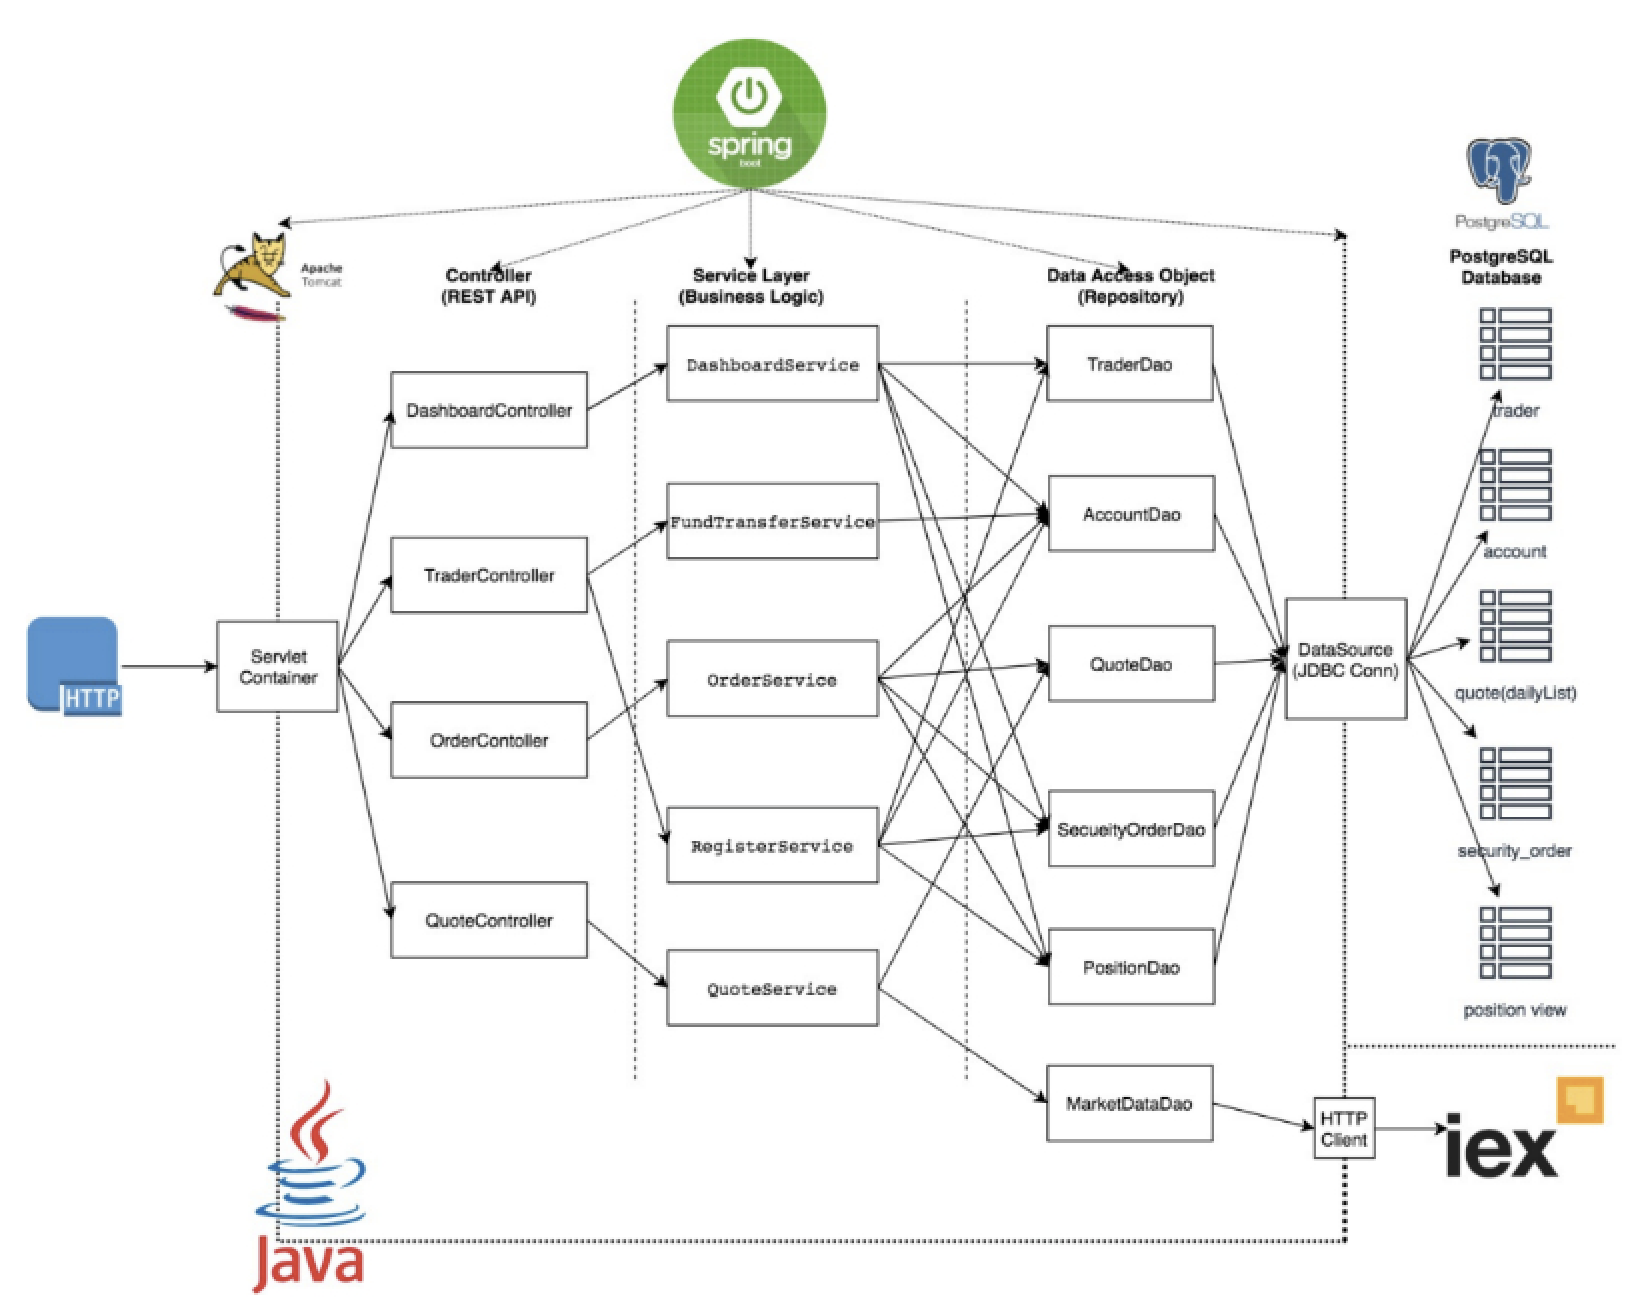 spring
boot
PostgreSQL
Apache
Tomcat
Controller
(REST API)
Service Layer
(Business Logic)
Data Access Object
(Repository)
PostgreSQL
Database
DashboardController
TraderController
OrderContoller
QuoteController
DashboardService
FundTransferService
OrderService
RegisterService
QuoteService
TraderDao
AccountDao
QuoteDao
SecueityOrderDao
PositionDao
MarketDataDao
HTTP
Servlet
Container
DataSource
(JDBC Conn)
trader
account
quote(dailyList)
security_order
position view
HTTP
Client
iex
Java